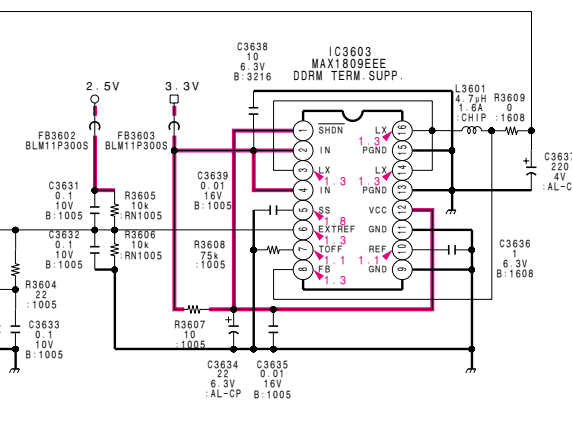 C3638
10
6.3V
B:3216
IC3603
MAX1809EEE
DDRM TERM.SUPP.
2.5V
3.3V
L3601
4.7µH
1.6A
:CHIP
R3609
0
:1608
FB3602
BLM11P300S
FB3603
BLM11P300S
1
SHDN
LX
16
1.3
2
IN
PGND
15
3
LX
LX
14
1.3
1.3
4
IN
PGND
13
5
SS
VCC
12
1.8
6
EXTREF
GND
11
1.3
7
TOFF
REF
10
1.1
1.1
8
FB
GND
9
1.3
C3637
220
4V
:AL-C
C3639
0.01
16V
B:1005
C3631
0.1
10V
B:1005
R3605
10k
:RN1005
C3632
0.1
10V
B:1005
R3606
10k
:RN1005
R3608
75k
:1005
C3636
1
6.3V
B:1608
R3604
22
:1005
C3633
0.1
10V
B:1005
R3607
10
:1005
C3634
22
6.3V
:AL-CP
C3635
0.01
16V
B:1005